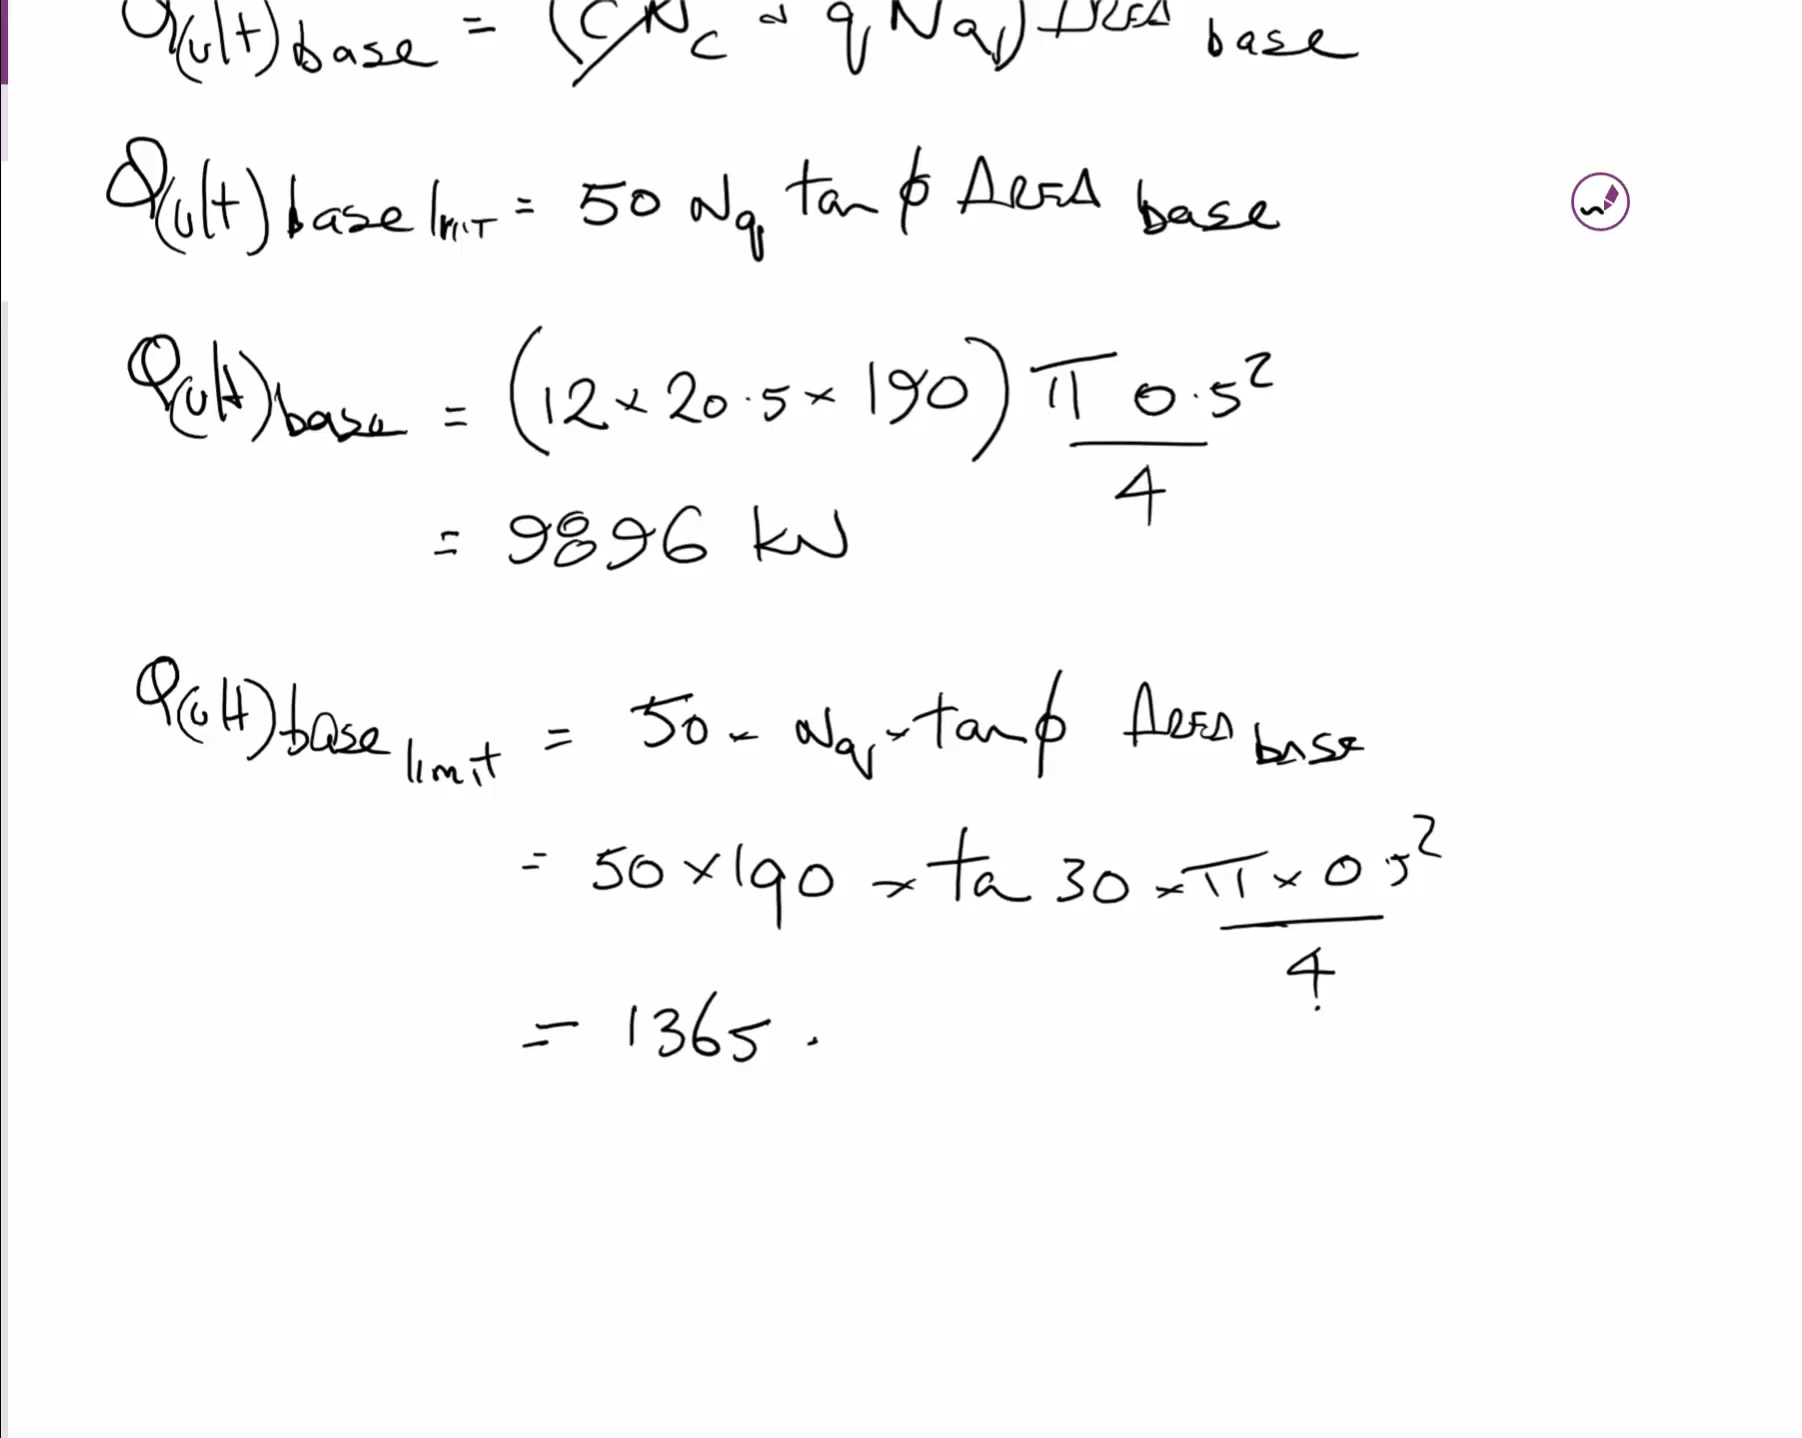 Q(ult)base = (cNc + qNq) AREA base
Q(ult)base limit = 50 Nq tan ϕ AREA base
Q(ult)base = (12 × 20.5 × 190) π 0.5² / 4
= 9896 kN
Q(ult)base limit = 50 × Nq × tan ϕ AREA base
= 50 × 190 × ta 30 × π × 0.5² / 4
= 1365.